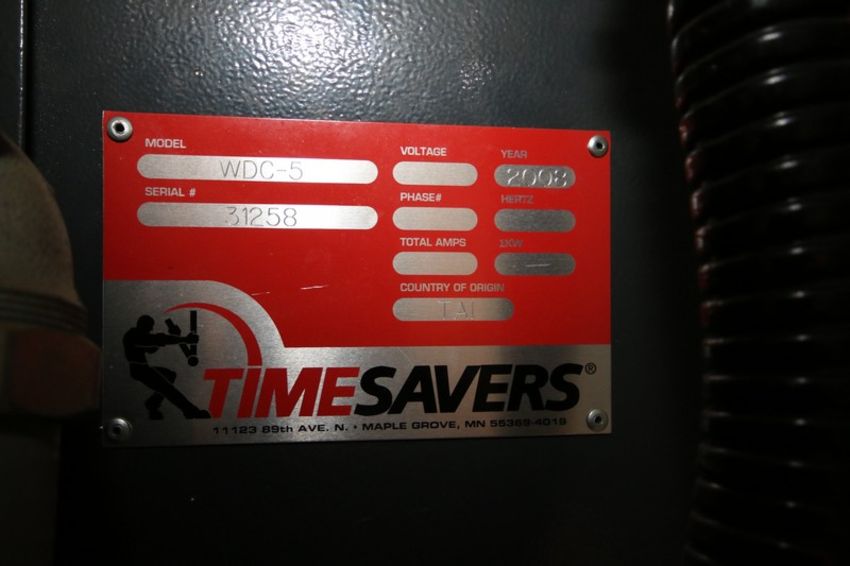 MODEL
WDC-5
SERIAL #
31258
VOLTAGE
YEAR
2008
PHASE#
HERTZ
TOTAL AMPS
ΣKW
—
COUNTRY OF ORIGIN
TAI
TIMESAVERS®
11123 89th AVE. N. • MAPLE GROVE, MN 55369-4019